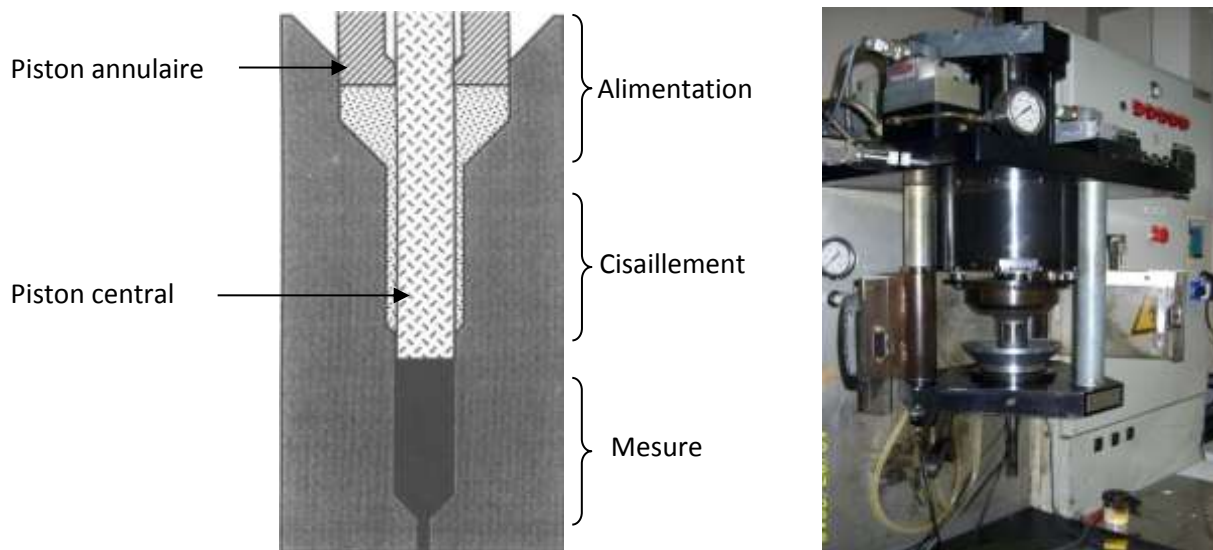 Piston annulaire
Alimentation
Cisaillement
Piston central
Mesure